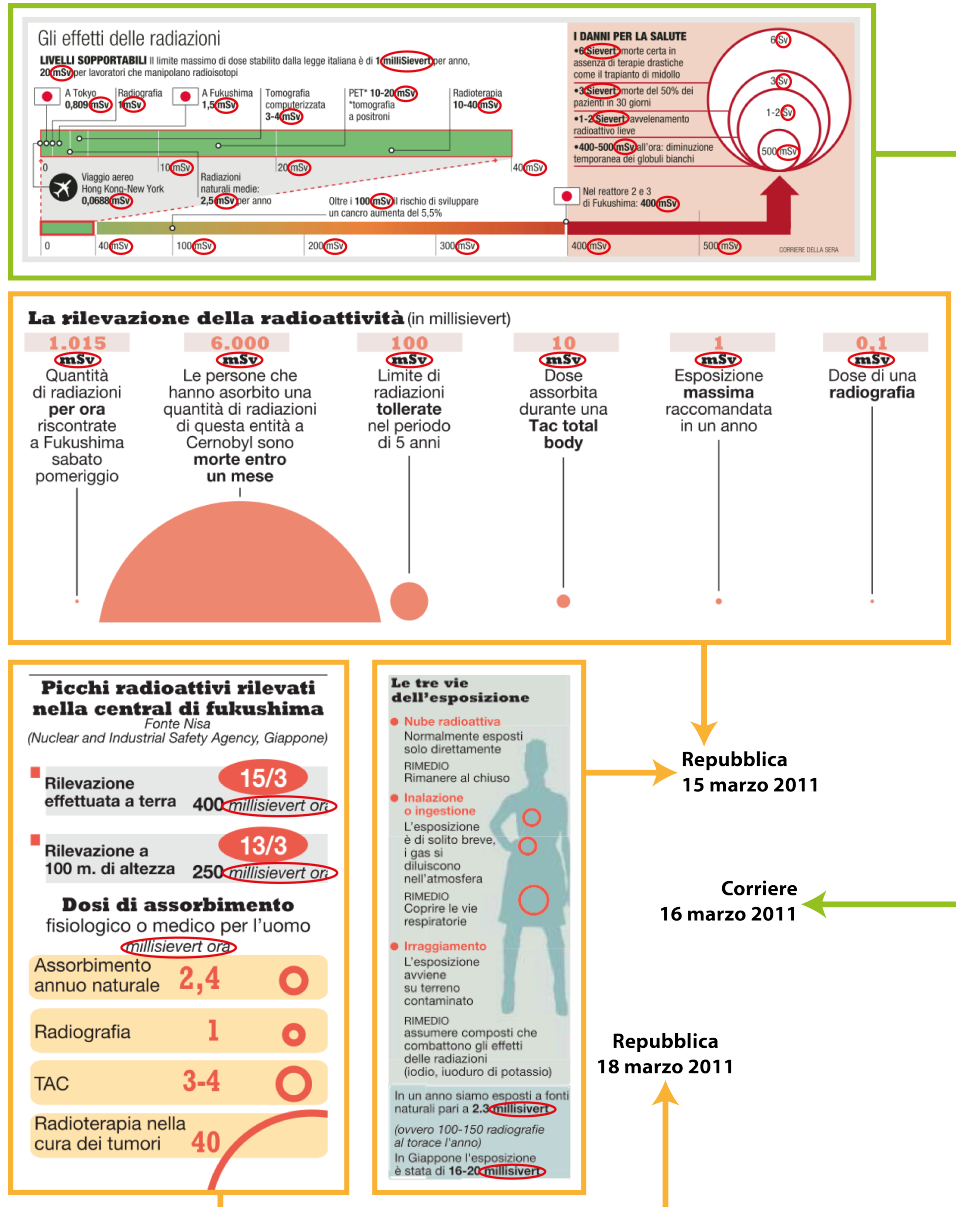 Gli effetti delle radiazioni
LIVELLI SOPPORTABILI Il limite massimo di dose stabilito dalla legge italiana è di 1 milliSievert per anno,
20 mSv per lavoratori che manipolano radioisotopi
A Tokyo
0,809 mSv
Radiografia
1 mSv
A Fukushima
1,5 mSv
Tomografia
computerizzata
3-4 mSv
PET* 10-20 mSv
*tomografia
a positroni
Radioterapia
10-40 mSv
0
10 mSv
20 mSv
40 mSv
Viaggio aereo
Hong Kong-New York
0,0688 mSv
Radiazioni
naturali medie:
2,5 mSv per anno
Oltre i 100 mSv il rischio di sviluppare
un cancro aumenta del 5,5%
Nel reattore 2 e 3
di Fukushima: 400 mSv
0
40 mSv
100 mSv
200 mSv
300 mSv
400 mSv
500 mSv
I DANNI PER LA SALUTE
•6 Sievert: morte certa in
assenza di terapie drastiche
come il trapianto di midollo
•3 Sievert: morte del 50% dei
pazienti in 30 giorni
•1-2 Sievert: avvelenamento
radioattivo lieve
•400-500 mSv all'ora: diminuzione
temporanea dei globuli bianchi
6 Sv
3 Sv
1-2 Sv
500 mSv
CORRIERE DELLA SERA
La rilevazione della radioattività (in millisievert)
1.015
mSv
Quantità
di radiazioni
per ora
riscontrate
a Fukushima
sabato
pomeriggio
6.000
mSv
Le persone che
hanno asorbito una
quantità di radiazioni
di questa entità a
Cernobyl sono
morte entro
un mese
100
mSv
Limite di
radiazioni
tollerate
nel periodo
di 5 anni
10
mSv
Dose
assorbita
durante una
Tac total
body
1
mSv
Esposizione
massima
raccomandata
in un anno
0,1
mSv
Dose di una
radiografia
Picchi radioattivi rilevati
nella central di fukushima
Fonte Nisa
(Nuclear and Industrial Safety Agency, Giappone)
Rilevazione
effettuata a terra
15/3
400 millisievert ora
Rilevazione a
100 m. di altezza
13/3
250 millisievert ora
Dosi di assorbimento
fisiologico o medico per l'uomo
millisievert ora
Assorbimento
annuo naturale
2,4
Radiografia
1
TAC
3-4
Radioterapia nella
cura dei tumori
40
Le tre vie
dell'esposizione
Nube radioattiva
Normalmente esposti
solo direttamente
RIMEDIO
Rimanere al chiuso
Inalazione
o ingestione
L'esposizione
è di solito breve,
i gas si
diluiscono
nell'atmosfera
RIMEDIO
Coprire le vie
respiratorie
Irraggiamento
L'esposizione
avviene
su terreno
contaminato
RIMEDIO
assumere composti che
combattono gli effetti
delle radiazioni
(iodio, iuoduro di potassio)
In un anno siamo esposti a fonti
naturali pari a 2.3 millisivert
(ovvero 100-150 radiografie
al torace l'anno)
In Giappone l'esposizione
è stata di 16-20 millisivert
Repubblica
15 marzo 2011
Corriere
16 marzo 2011
Repubblica
18 marzo 2011